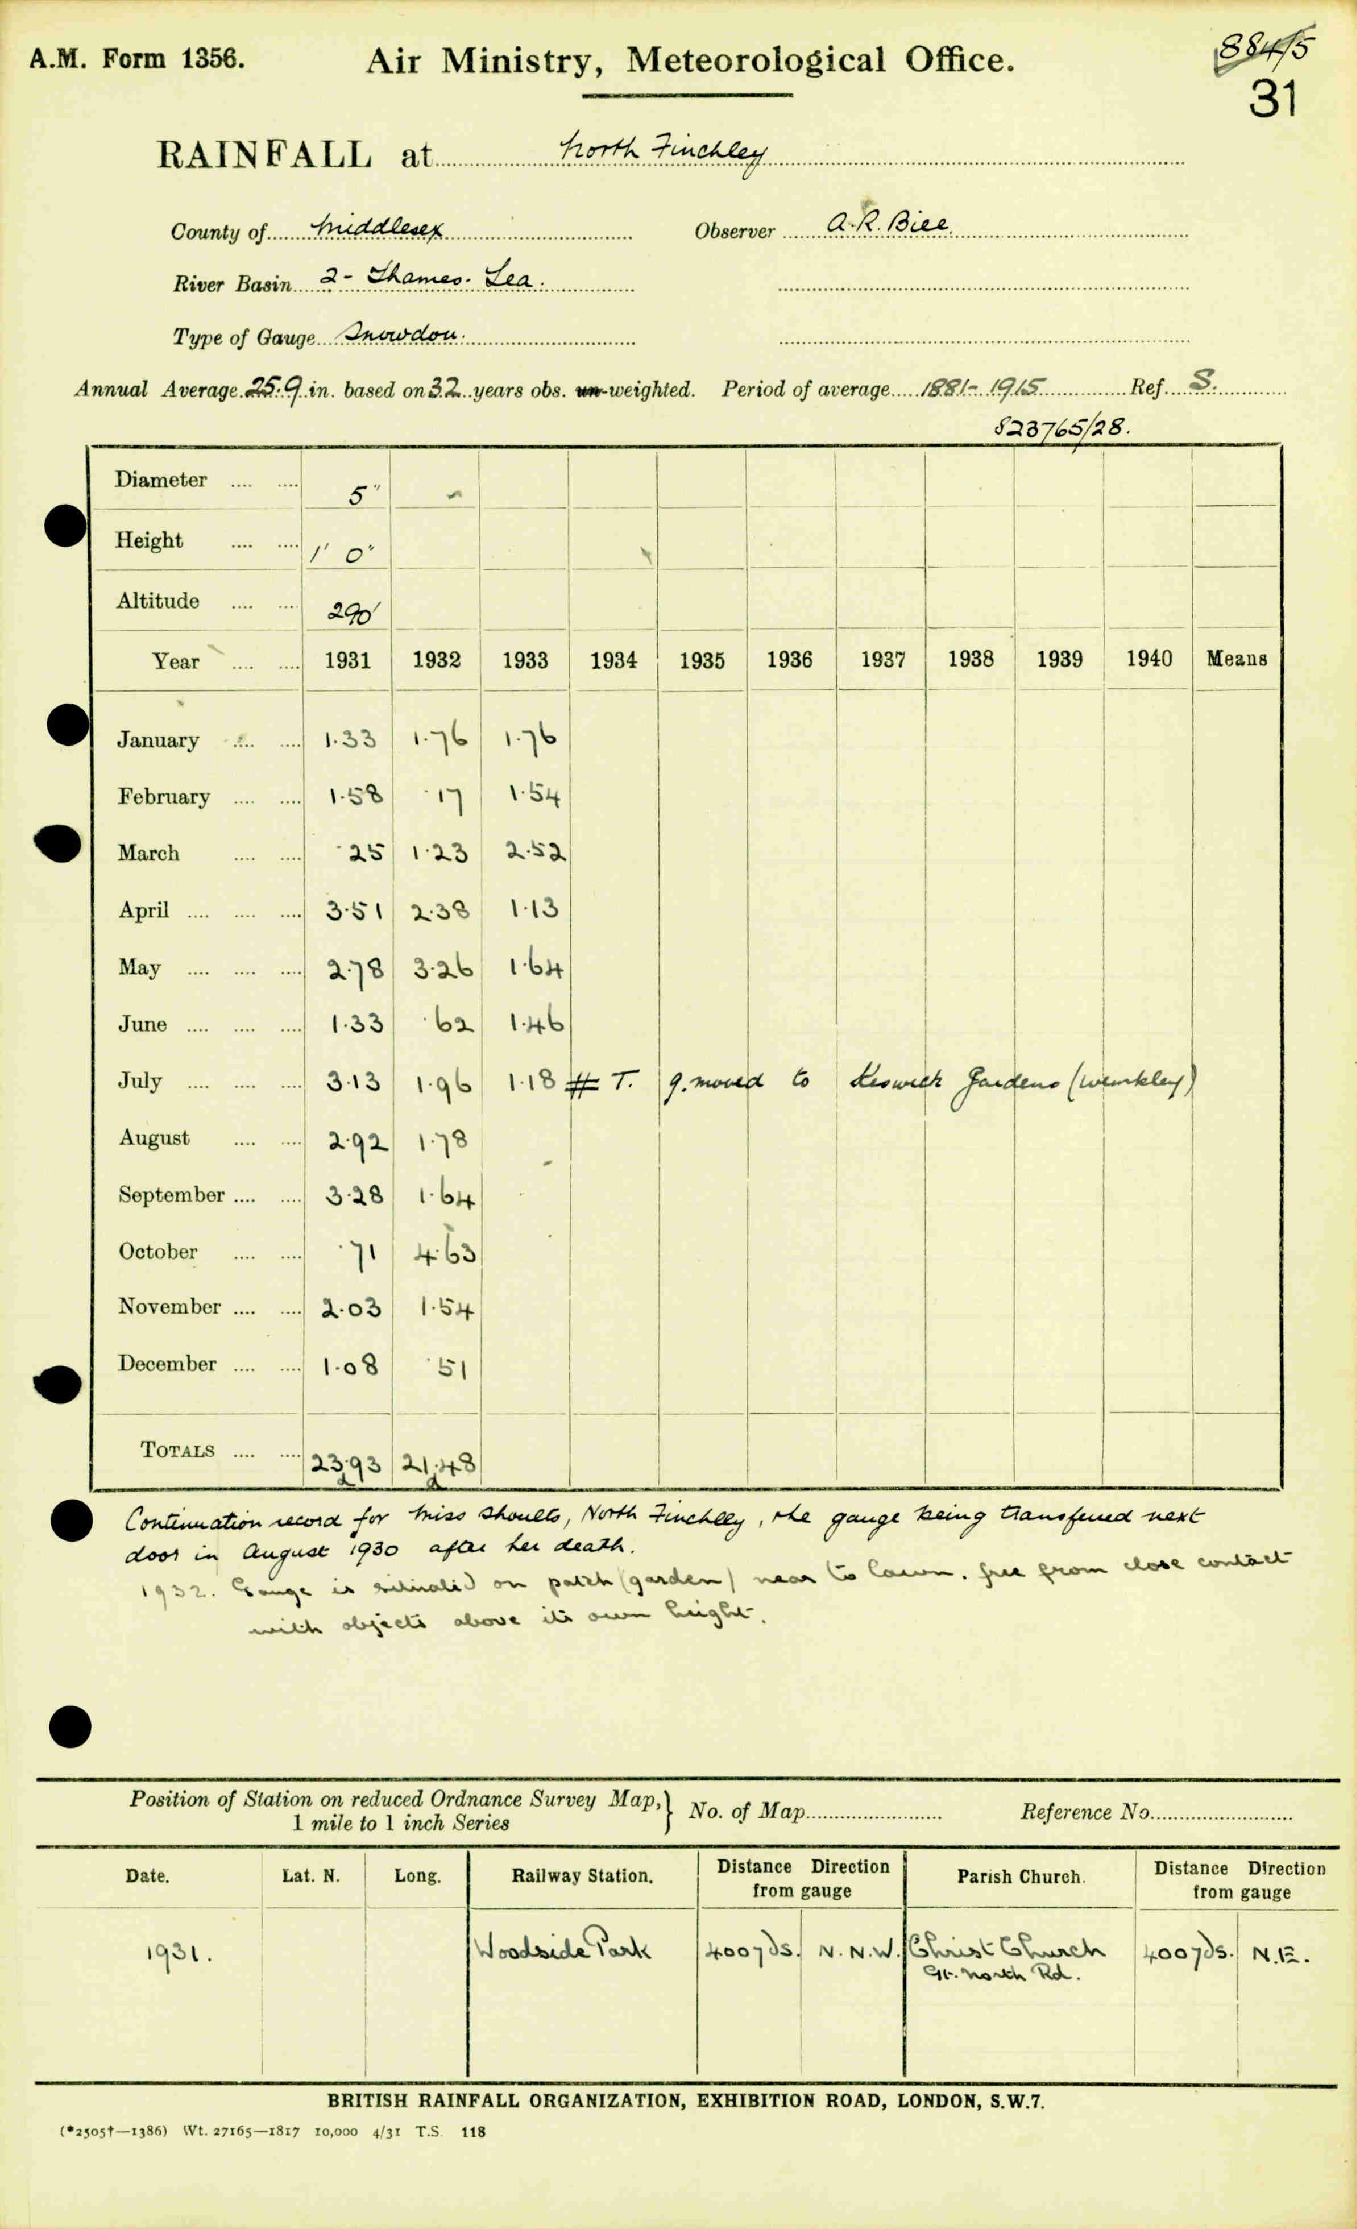 A.M. Form 1356.
Air Ministry, Meteorological Office.
884/5
31
RAINFALL at North Finchley
County of Middlesex Observer A. R. Bice
River Basin 2 - Thames. Lea.
Type of Gauge Snowdon.
Annual Average 25.9 in. based on 32 years obs. un-weighted. Period of average 1881-1915 Ref. S.
823765/28.
Diameter 5"
Height 1' 0"
Altitude 290'
Year 1931 1932 1933 1934 1935 1936 1937 1938 1939 1940 Means
January 1.33 1.76 1.76
February 1.58 .17 1.54
March .25 1.23 2.52
April 3.51 2.38 1.13
May 2.78 3.26 1.64
June 1.33 .62 1.46
July 3.13 1.96 1.18 # T. g. moved to Keswick Gardens (Wembley)
August 2.92 1.78
September 3.28 1.64
October .71 4.63
November 2.03 1.54
December 1.08 .51
TOTALS 23.93 21.48
Continuation record for Miss Shoults, North Finchley, the gauge being transferred next
door in August 1930 after her death.
1932. Gauge is situated on patch (garden) near to lawn. free from close contact
with objects above its own height.
Position of Station on reduced Ordnance Survey Map, } No. of Map Reference No.
1 mile to 1 inch Series
Date. Lat. N. Long. Railway Station. Distance Direction from gauge Parish Church. Distance Direction from gauge
1931. Woodside Park 400 yds. N.N.W. Christ Church 400 yds. N.E.
Gt. North Rd.
BRITISH RAINFALL ORGANIZATION, EXHIBITION ROAD, LONDON, S.W.7.
(*2505†—1386) Wt. 27165—1817 10,000 4/31 T.S. 118